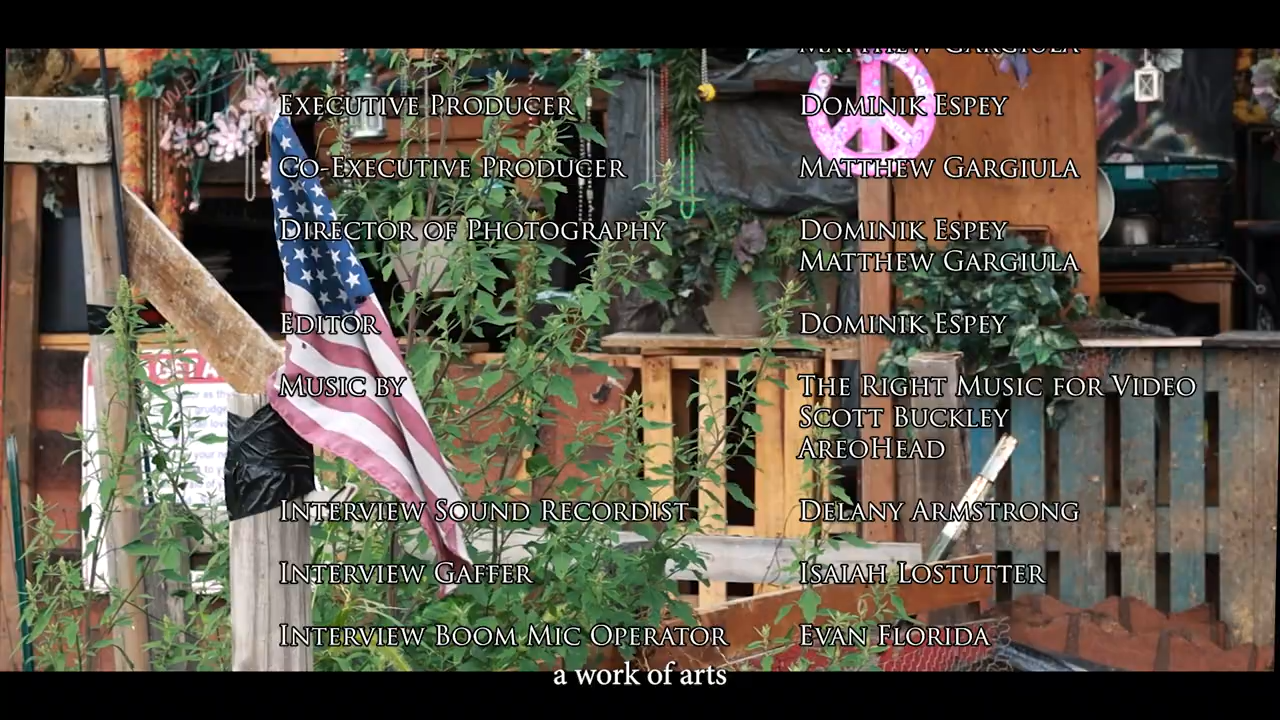 MATTHEW GARGIULA
EXECUTIVE PRODUCER DOMINIK ESPEY
CO-EXECUTIVE PRODUCER MATTHEW GARGIULA
DIRECTOR OF PHOTOGRAPHY DOMINIK ESPEY
MATTHEW GARGIULA
EDITOR DOMINIK ESPEY
MUSIC BY THE RIGHT MUSIC FOR VIDEO
SCOTT BUCKLEY
AREOHEAD
INTERVIEW SOUND RECORDIST DELANY ARMSTRONG
INTERVIEW GAFFER ISAIAH LOSTUTTER
INTERVIEW BOOM MIC OPERATOR EVAN FLORIDA
a work of arts